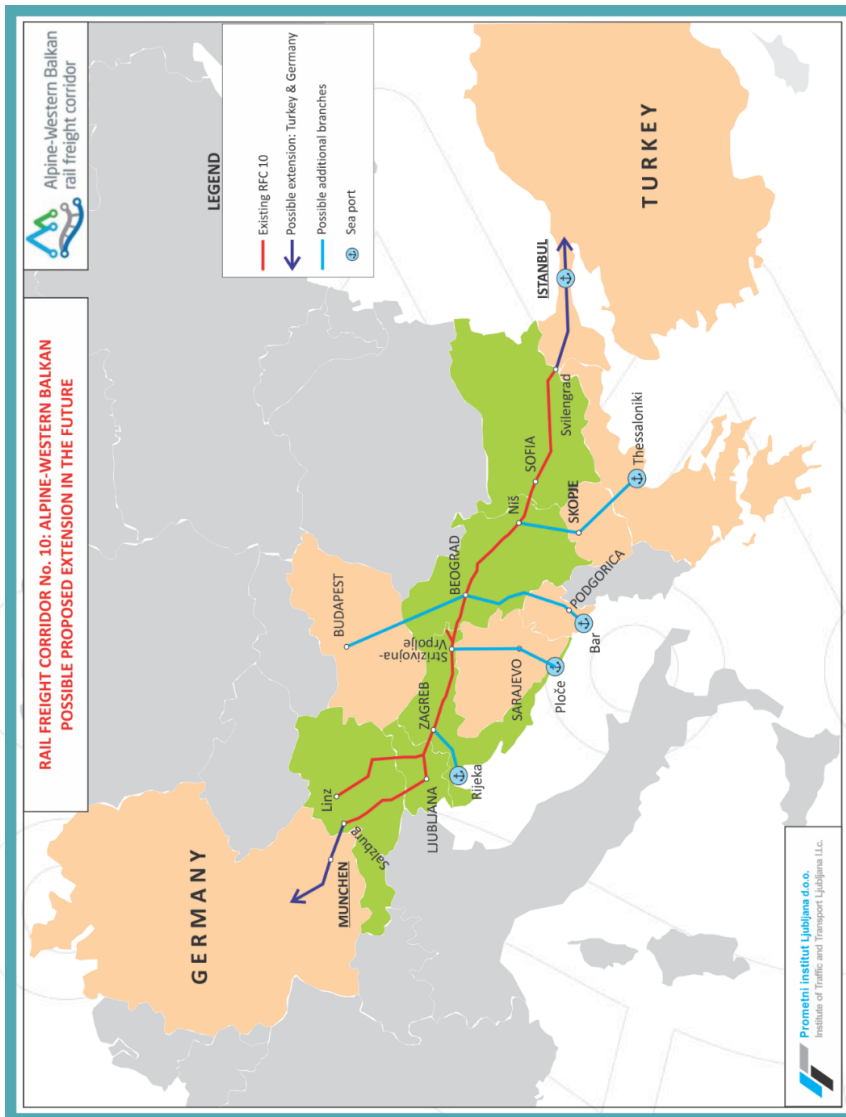 RAIL FREIGHT CORRIDOR No. 10: ALPINE-WESTERN BALKAN
POSSIBLE PROPOSED EXTENSION IN THE FUTURE
Alpine-Western Balkan
rail freight corridor
LEGEND
Existing RFC 10
Possible extension: Turkey & Germany
Possible additional branches
Sea port
GERMANY
MUNCHEN
Salzburg
Linz
LJUBLJANA
ZAGREB
Rijeka
BUDAPEST
Strizivojna-
Vrpolje
SARAJEVO
Ploče
BEOGRAD
PODGORICA
Bar
Niš
SKOPJE
Thessaloniki
SOFIA
Svilengrad
ISTANBUL
TURKEY
Prometni institut Ljubljana d.o.o.
Institute of Traffic and Transport Ljubljana l.l.c.